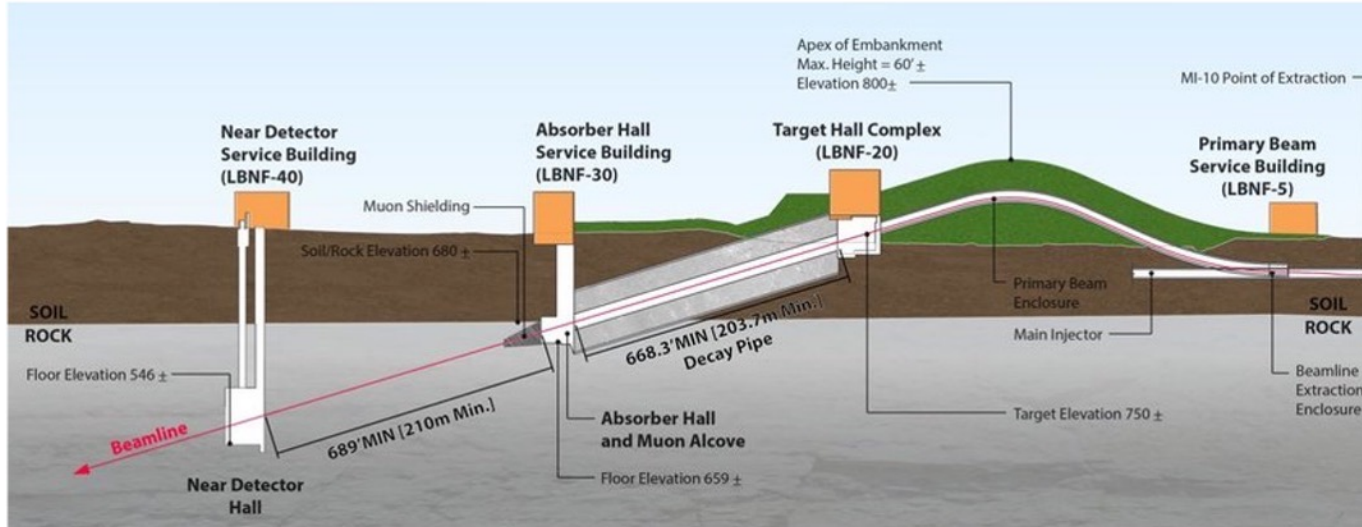 Apex of Embankment
Max. Height = 60' ±
Elevation 800±
MI-10 Point of Extraction
Near Detector
Service Building
(LBNF-40)
Absorber Hall
Service Building
(LBNF-30)
Target Hall Complex
(LBNF-20)
Primary Beam
Service Building
(LBNF-5)
Muon Shielding
Soil/Rock Elevation 680 ±
SOIL
ROCK
Primary Beam
Enclosure
Main Injector
SOIL
ROCK
668.3'MIN [203.7m Min.]
Decay Pipe
Floor Elevation 546 ±
Beamline
Extraction
Enclosure
689'MIN [210m Min.]
Absorber Hall
and Muon Alcove
Target Elevation 750 ±
Beamline
Floor Elevation 659 ±
Near Detector
Hall